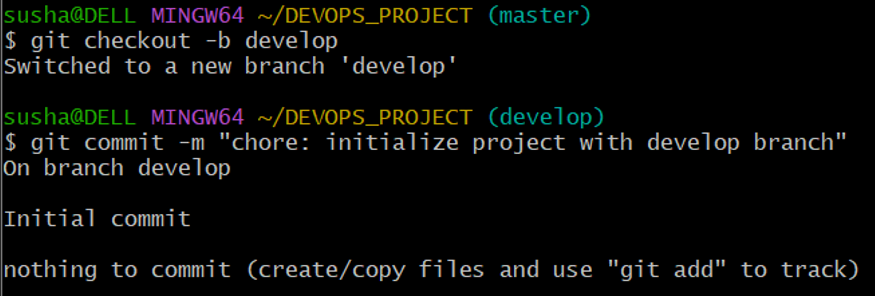 susha@DELL MINGW64 ~/DEVOPS_PROJECT (master)
$ git checkout -b develop
Switched to a new branch 'develop'
susha@DELL MINGW64 ~/DEVOPS_PROJECT (develop)
$ git commit -m "chore: initialize project with develop branch"
On branch develop
Initial commit
nothing to commit (create/copy files and use "git add" to track)